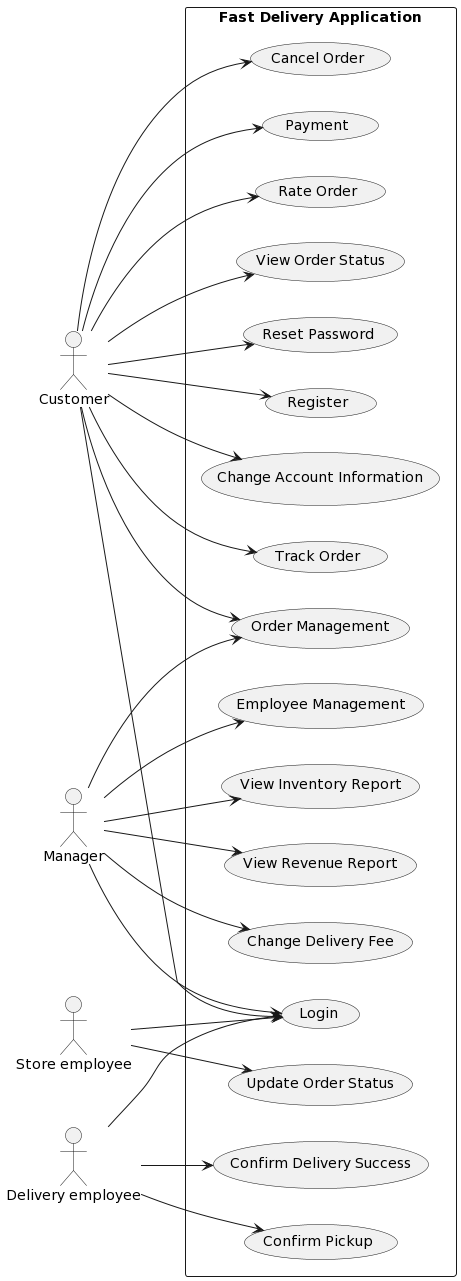 Fast Delivery Application
Cancel Order
Payment
Rate Order
View Order Status
Reset Password
Customer
Register
Change Account Information
Track Order
Order Management
Employee Management
View Inventory Report
Manager
View Revenue Report
Change Delivery Fee
Login
Store employee
Update Order Status
Confirm Delivery Success
Delivery employee
Confirm Pickup